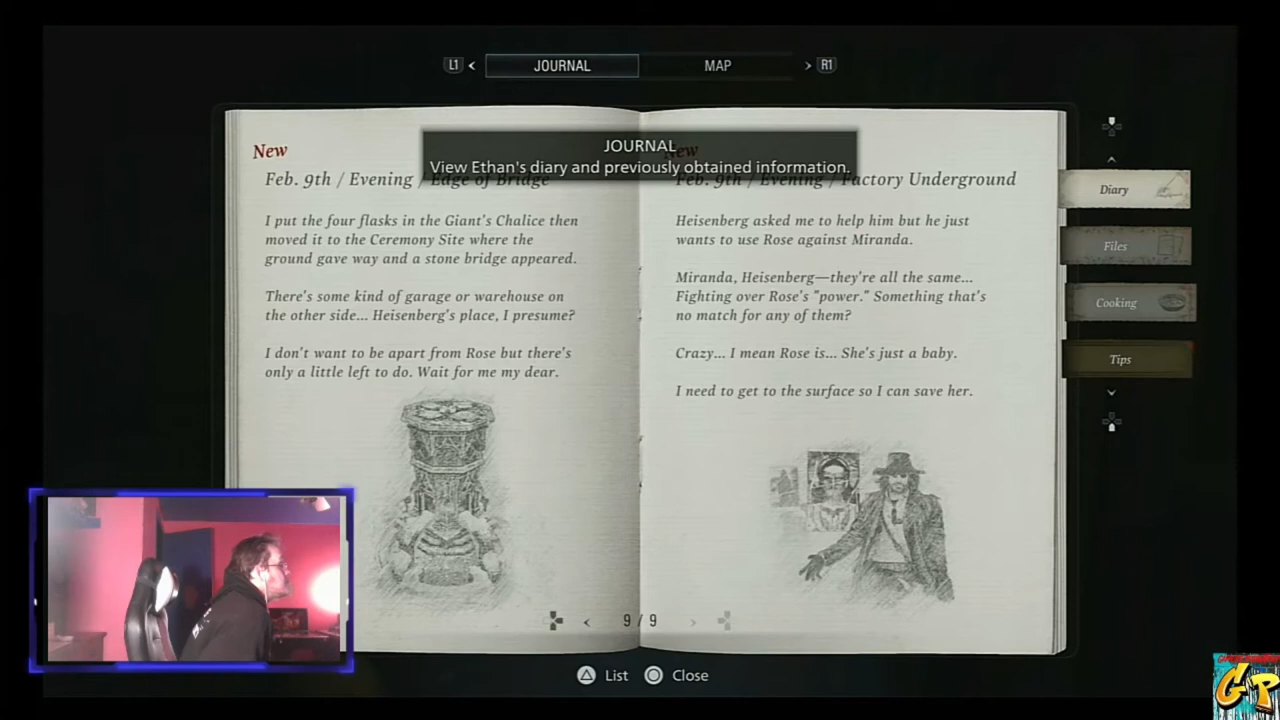 L1 < JOURNAL MAP > R1
JOURNAL
View Ethan's diary and previously obtained information.
New
Feb. 9th / Evening / Edge of Bridge
I put the four flasks in the Giant's Chalice then
moved it to the Ceremony Site where the
ground gave way and a stone bridge appeared.
There's some kind of garage or warehouse on
the other side... Heisenberg's place, I presume?
I don't want to be apart from Rose but there's
only a little left to do. Wait for me my dear.
New
Feb. 9th / Evening / Factory Underground
Heisenberg asked me to help him but he just
wants to use Rose against Miranda.
Miranda, Heisenberg—they're all the same...
Fighting over Rose's "power." Something that's
no match for any of them?
Crazy... I mean Rose is... She's just a baby.
I need to get to the surface so I can save her.
Diary
Files
Cooking
Tips
< 9 / 9 >
List Close
GP